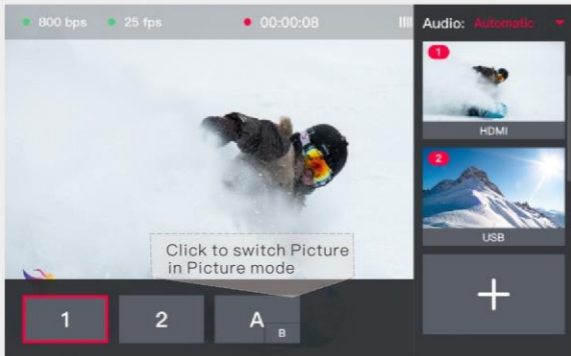 800 bps 25 fps 00:00:08 Audio: Automatic
1
HDMI
2
USB
Click to switch Picture
in Picture mode
1 2 A B